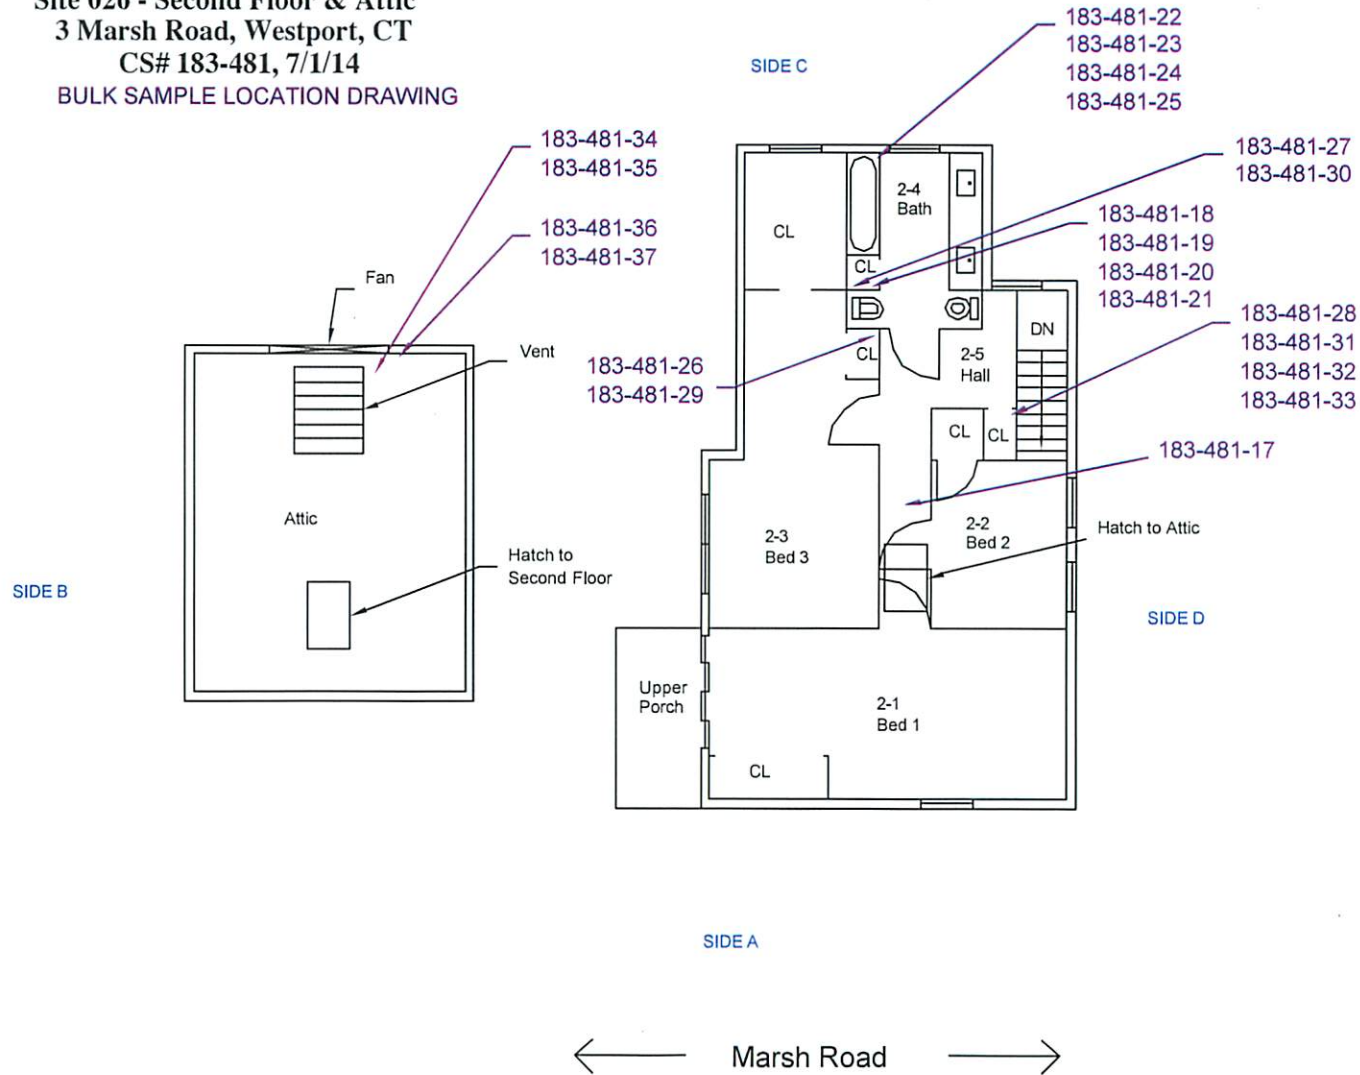 Site 026 - Second Floor & Attic
3 Marsh Road, Westport, CT
CS# 183-481, 7/1/14
BULK SAMPLE LOCATION DRAWING
183-481-22
183-481-23
183-481-24
183-481-25
SIDE C
183-481-34
183-481-35
183-481-36
183-481-37
183-481-27
183-481-30
183-481-18
183-481-19
183-481-20
183-481-21
183-481-28
183-481-31
183-481-32
183-481-33
183-481-26
183-481-29
183-481-17
Fan
Vent
Attic
Hatch to
Second Floor
SIDE B
CL
2-4
Bath
CL
CL
2-5
Hall
DN
CL
CL
2-3
Bed 3
2-2
Bed 2
Hatch to Attic
SIDE D
Upper
Porch
2-1
Bed 1
CL
SIDE A
Marsh Road